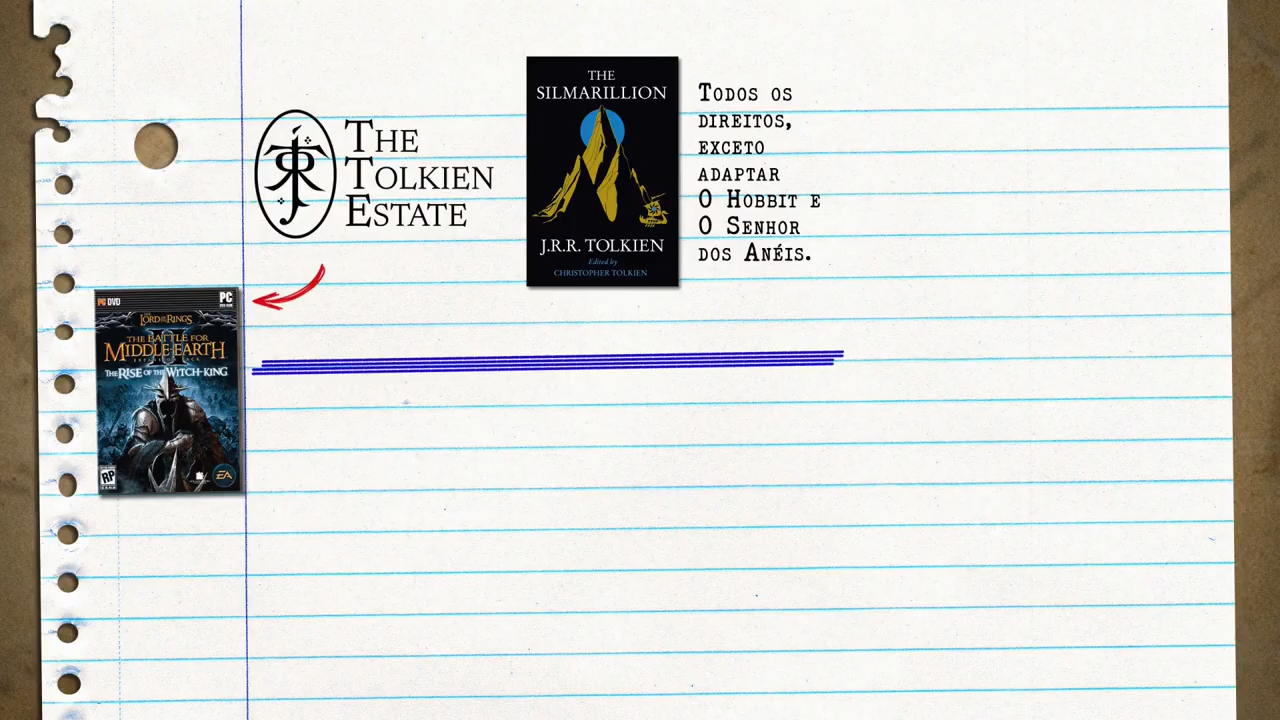 THE
TOLKIEN
ESTATE
THE
SILMARILLION
J.R.R. TOLKIEN
Edited by
CHRISTOPHER TOLKIEN
TODOS OS
DIREITOS,
EXCETO
ADAPTAR
O HOBBIT E
O SENHOR
DOS ANÉIS.
PC DVD
PC
THE LORD OF THE RINGS
THE BATTLE FOR
MIDDLE-EARTH
II
THE RISE OF THE WITCH-KING
RP
EA